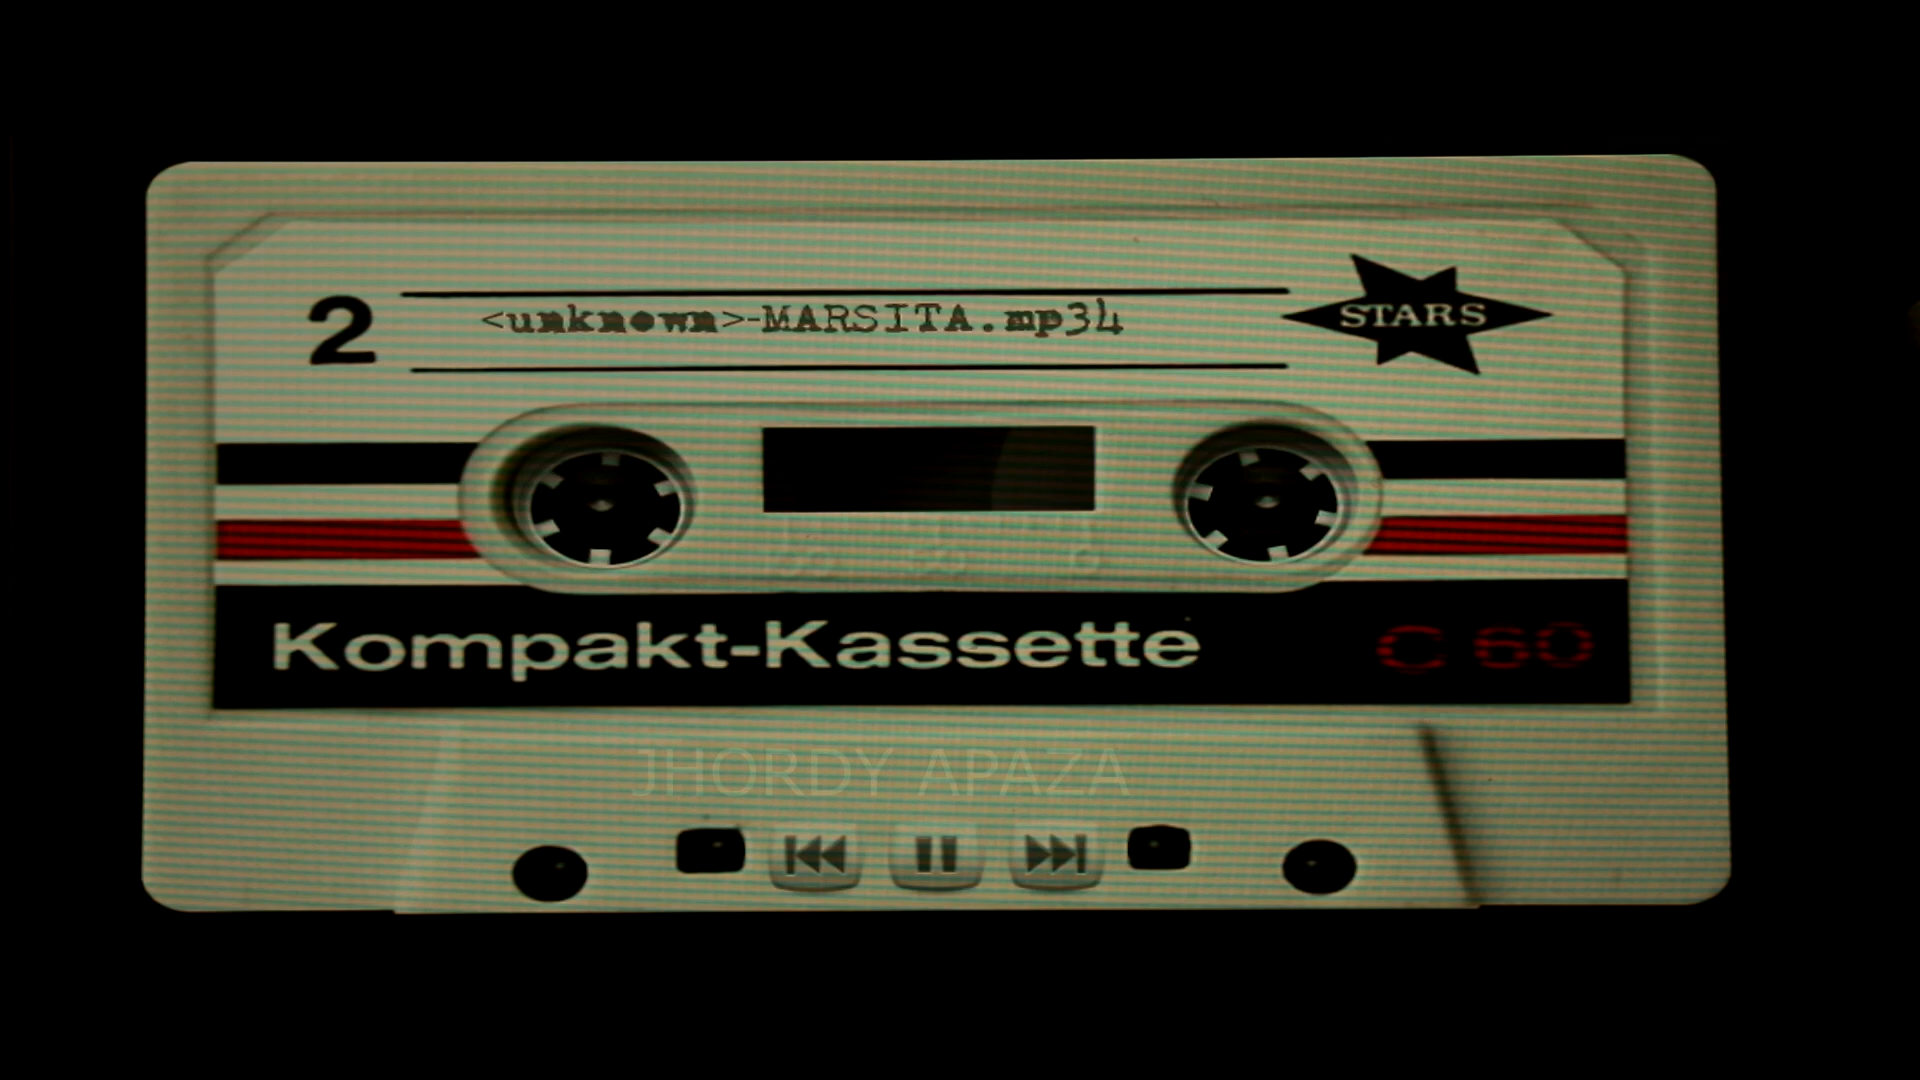 2
<unknown>-MARSITA.mp34
STARS
Kompakt-Kassette
C 60
JHORDY APAZA